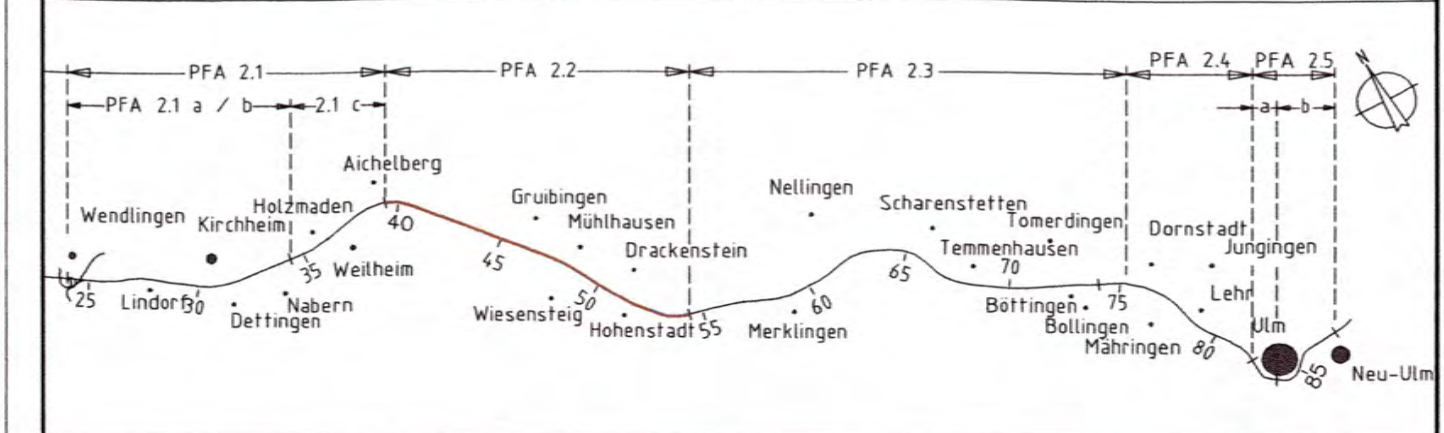 PFA 2.1 PFA 2.2 PFA 2.3 PFA 2.4 PFA 2.5
PFA 2.1 a / b 2.1 c a b
N
Aichelberg
Gruibingen Nellingen
Wendlingen Kirchheim Holzmaden 40 Mühlhausen Scharenstetten Tomerdingen Dornstadt
45 Drackenstein Temmenhausen 70 Jungingen
35 Weilheim 65
25 Lindorf 30 Nabern Wiesensteig 50 60 Böttingen 75 Lehr
Dettingen Hohenstadt 55 Merklingen Bollingen Ulm
Mähringen 80
85 Neu-Ulm